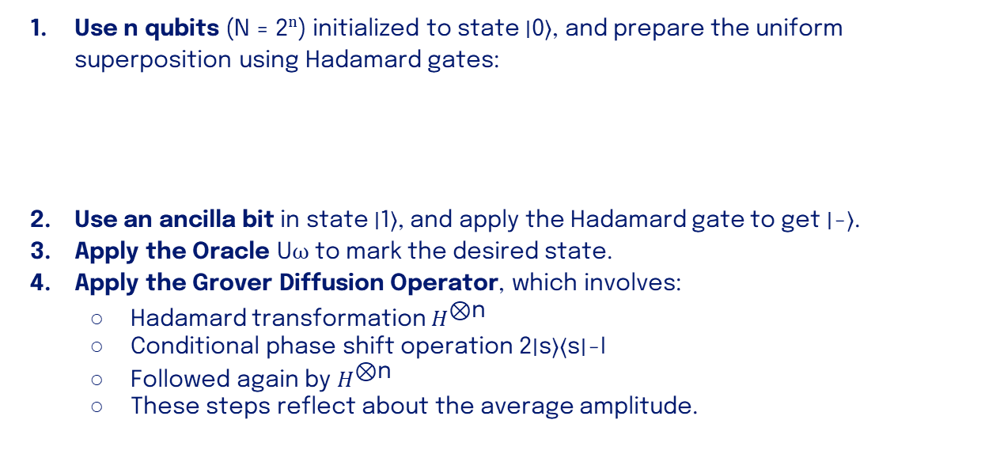 1. Use n qubits (N = 2ⁿ) initialized to state |0⟩, and prepare the uniform
superposition using Hadamard gates:
2. Use an ancilla bit in state |1⟩, and apply the Hadamard gate to get |-⟩.
3. Apply the Oracle Uω to mark the desired state.
4. Apply the Grover Diffusion Operator, which involves:
○ Hadamard transformation H⊗n
○ Conditional phase shift operation 2|s⟩⟨s|-I
○ Followed again by H⊗n
○ These steps reflect about the average amplitude.